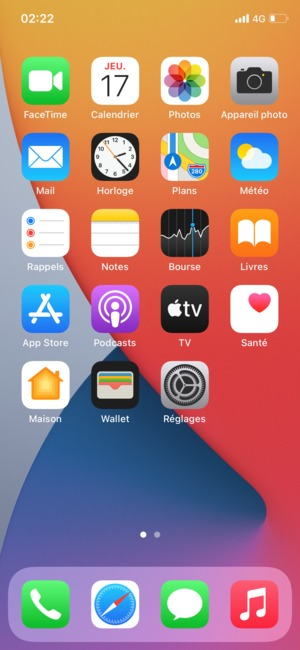 02:22 4G
JEU.
17
FaceTime Calendrier Photos Appareil photo
280
Mail Horloge Plans Météo
Rappels Notes Bourse Livres
tv
App Store Podcasts TV Santé
Maison Wallet Réglages